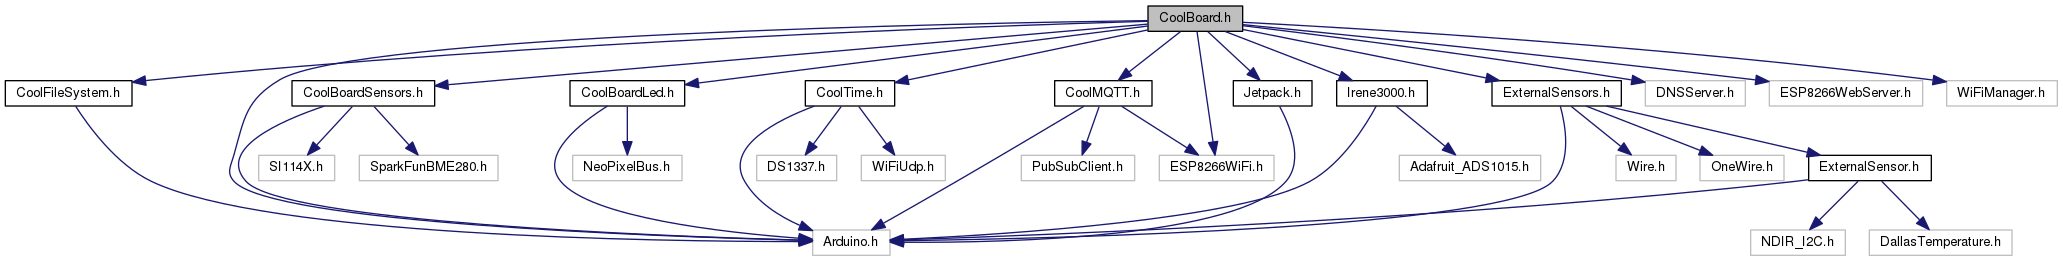 CoolBoard.h
CoolFileSystem.h
CoolBoardSensors.h
CoolBoardLed.h
CoolTime.h
CoolMQTT.h
Jetpack.h
Irene3000.h
ExternalSensors.h
DNSServer.h
ESP8266WebServer.h
WiFiManager.h
SI114X.h
SparkFunBME280.h
NeoPixelBus.h
DS1337.h
WiFiUdp.h
PubSubClient.h
ESP8266WiFi.h
Adafruit_ADS1015.h
Wire.h
OneWire.h
ExternalSensor.h
Arduino.h
NDIR_I2C.h
DallasTemperature.h